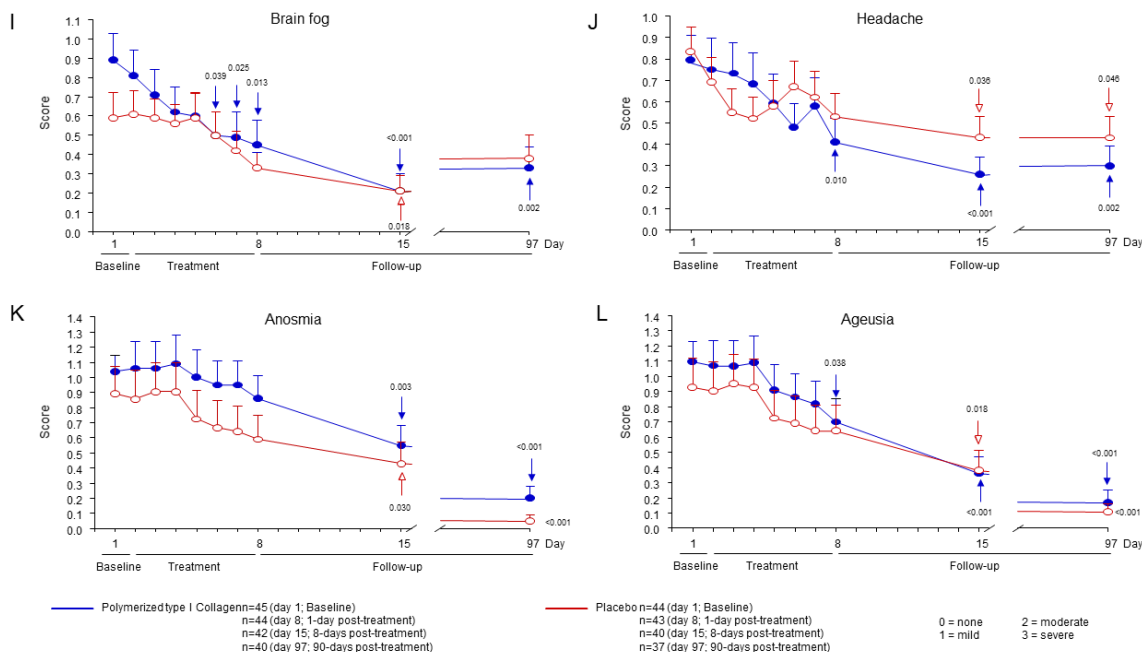 I
Brain fog
1.1
1.0
0.9
0.8
0.7
0.6
0.5
0.4
0.3
0.2
0.1
0.0
Score
0.039
0.025
0.013
<0.001
0.018
0.002
1
8
15
97 Day
Baseline
Treatment
Follow-up
J
Headache
0.9
0.8
0.7
0.6
0.5
0.4
0.3
0.2
0.1
0.0
Score
0.036
0.046
0.010
<0.001
0.002
1
8
15
97 Day
Baseline
Treatment
Follow-up
K
Anosmia
1.4
1.3
1.2
1.1
1.0
0.9
0.8
0.7
0.6
0.5
0.4
0.3
0.2
0.1
0.0
Score
0.003
<0.001
0.030
<0.001
1
8
15
97 Day
Baseline
Treatment
Follow-up
L
Ageusia
1.4
1.3
1.2
1.1
1.0
0.9
0.8
0.7
0.6
0.5
0.4
0.3
0.2
0.1
0.0
Score
0.038
0.018
<0.001
<0.001
<0.001
1
8
15
97 Day
Baseline
Treatment
Follow-up
Polymerized type I Collagen n=45 (day 1; Baseline)
n=44 (day 8; 1-day post-treatment)
n=42 (day 15; 8-days post-treatment)
n=40 (day 97; 90-days post-treatment)
Placebo n=44 (day 1; Baseline)
n=43 (day 8; 1-day post-treatment)
n=40 (day 15; 8-days post-treatment)
n=37 (day 97; 90-days post-treatment)
0 = none 2 = moderate
1 = mild 3 = severe